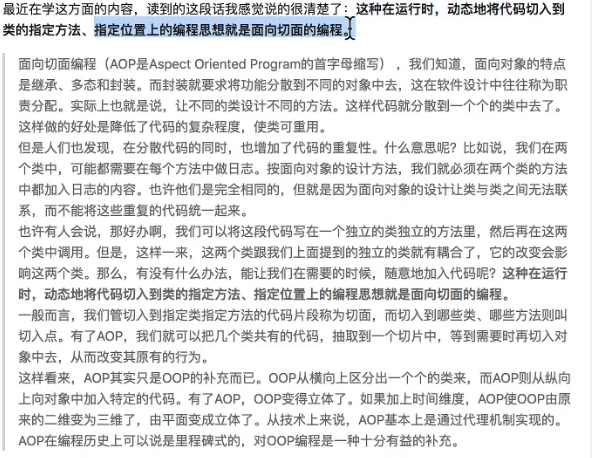 最近在学这方面的内容，读到的这段话我感觉说的很清楚了：这种在运行时，动态地将代码切入到
类的指定方法、指定位置上的编程思想就是面向切面的编程。
面向切面编程（AOP是Aspect Oriented Program的首字母缩写），我们知道，面向对象的特点
是继承、多态和封装。而封装就要求将功能分散到不同的对象中去，这在软件设计中往往称为职
责分配。实际上也就是说，让不同的类设计不同的方法。这样代码就分散到一个个的类中去了。
这样做的好处是降低了代码的复杂程度，使类可重用。
但是人们也发现，在分散代码的同时，也增加了代码的重复性。什么意思呢？比如说，我们在两
个类中，可能都需要在每个方法中做日志。按面向对象的设计方法，我们就必须在两个类的方法
中都加入日志的内容。也许他们是完全相同的，但就是因为面向对象的设计让类与类之间无法联
系，而不能将这些重复的代码统一起来。
也许有人会说，那好办啊，我们可以将这段代码写在一个独立的类独立的方法里，然后再在这两
个类中调用。但是，这样一来，这两个类跟我们上面提到的独立的类就有耦合了，它的改变会影
响这两个类。那么，有没有什么办法，能让我们在需要的时候，随意地加入代码呢？这种在运行
时，动态地将代码切入到类的指定方法、指定位置上的编程思想就是面向切面的编程。
一般而言，我们管切入到指定类指定方法的代码片段称为切面，而切入到哪些类、哪些方法则叫
切入点。有了AOP，我们就可以把几个类共有的代码，抽取到一个切片中，等到需要时再切入对
象中去，从而改变其原有的行为。
这样看来，AOP其实只是OOP的补充而已。OOP从横向上区分出一个个的类来，而AOP则从纵
向上向对象中加入特定的代码。有了AOP，OOP变得立体了。如果加上时间维度，AOP使OOP由原
来的二维变为三维了，由平面变成立体了。从技术上来说，AOP基本上是通过代理机制实现的。
AOP在编程历史上可以说是里程碑式的，对OOP编程是一种十分有益的补充。